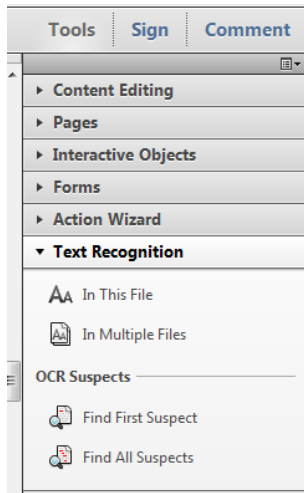 Tools Sign Comment
Content Editing
Pages
Interactive Objects
Forms
Action Wizard
Text Recognition
In This File
In Multiple Files
OCR Suspects
Find First Suspect
Find All Suspects